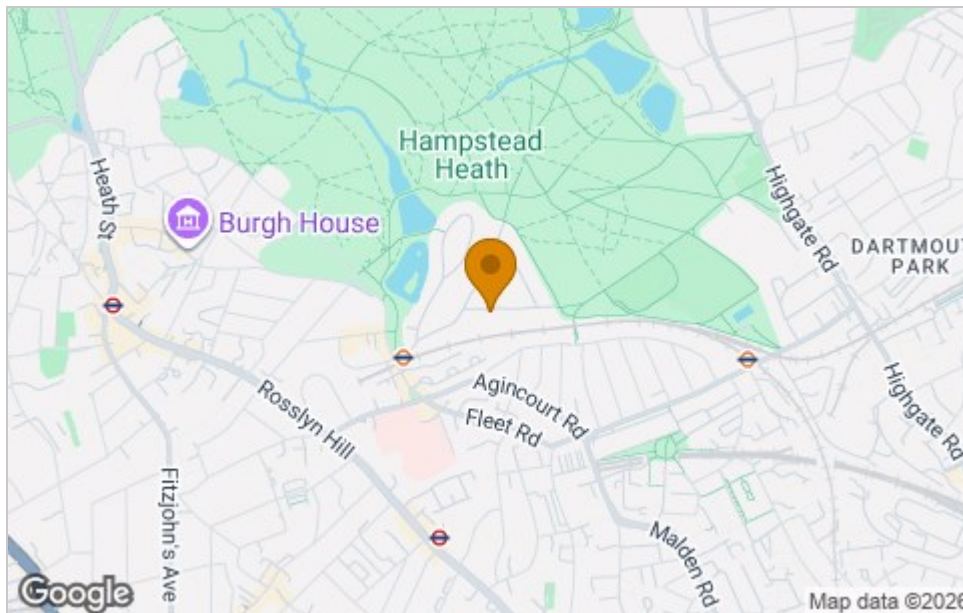 Hampstead
Heath
Heath St
Burgh House
Highgate Rd
DARTMOUT
PARK
Agincourt Rd
Fleet Rd
Rosslyn Hill
Highgate Rd
Fitzjohn's Ave
Malden Rd
Google
Map data ©2026